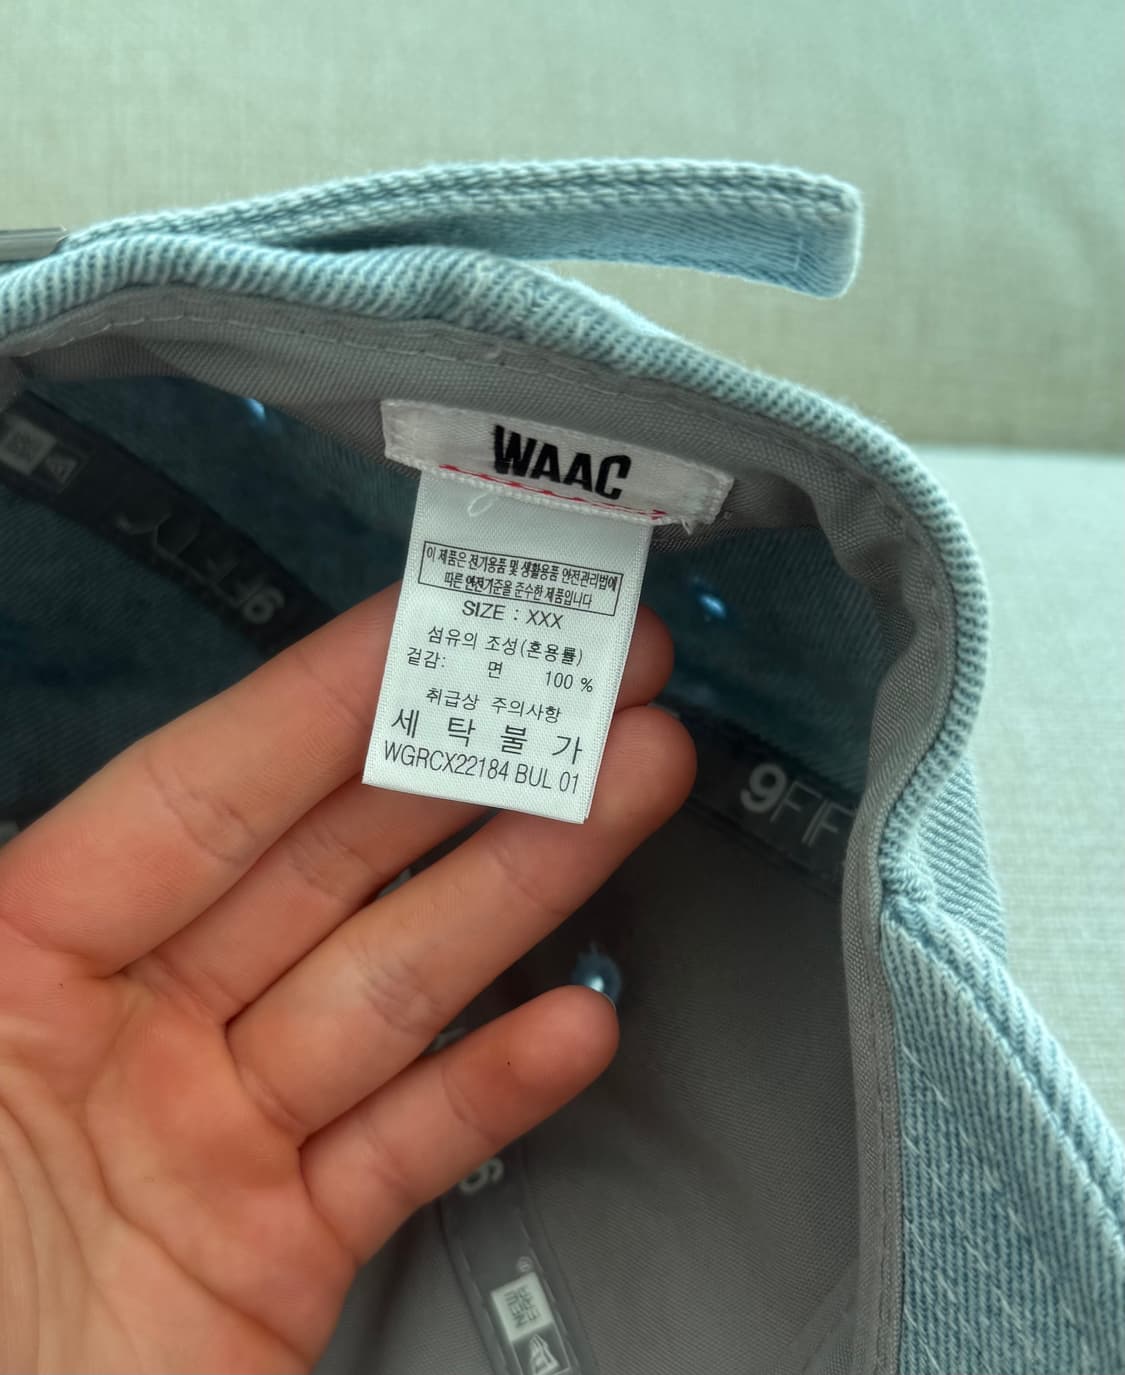 WAAC
이 제품은 전기용품 및 생활용품 안전관리법에
따른 안전기준을 준수한 제품입니다
SIZE : XXX
섬유의 조성(혼용률)
겉감: 면 100 %
취급상 주의사항
세 탁 불 가
WGRCX22184 BUL 01
9FIF